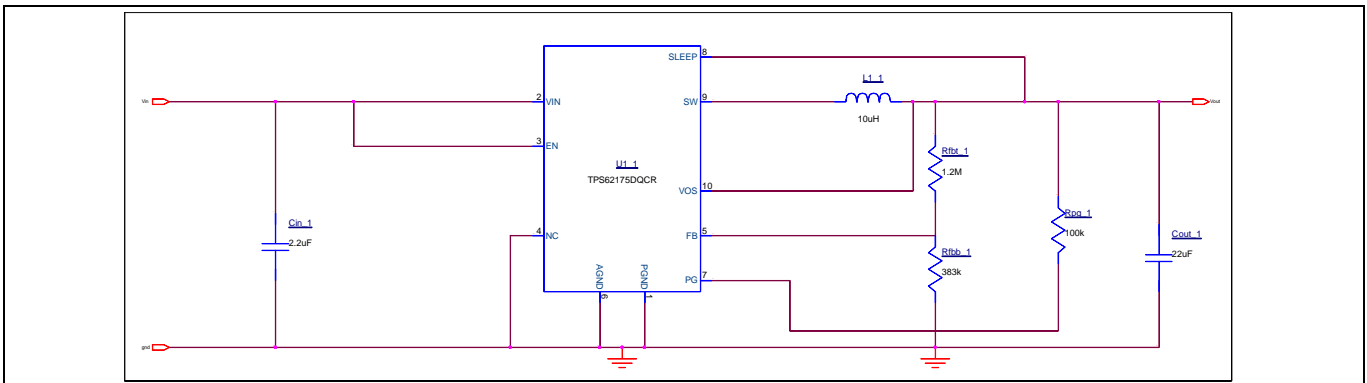 8
SLEEP
L1_1
Vin
2
VIN
9
SW
Vout
10uH
3
EN
Rfbt_1
U1_1
1.2M
TPS62175DQCR
10
VOS
Rpg_1
Cin_1
4
NC
5
FB
100k
Cout_1
2.2uF
Rfbb_1
22uF
AGND
PGND
7
PG
383k
6
1
gnd